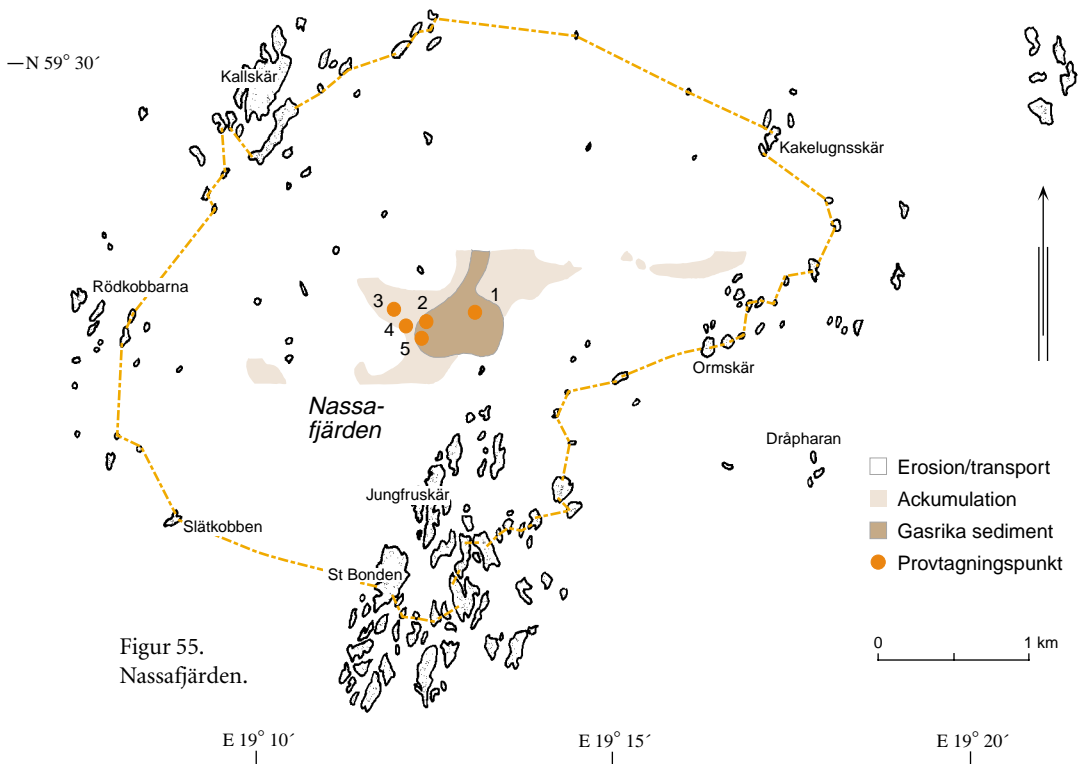 N 59° 30´
Kallskär
Kakelugnsskär
Rödkobbarna
3
2
1
4
5
Ormskär
Nassa-
fjärden
Dråpharan
Jungfruskär
Slätkobben
St Bonden
Erosion/transport
Ackumulation
Gasrika sediment
Provtagningspunkt
Figur 55.
Nassafjärden.
0 1 km
E 19° 10´ E 19° 15´ E 19° 20´